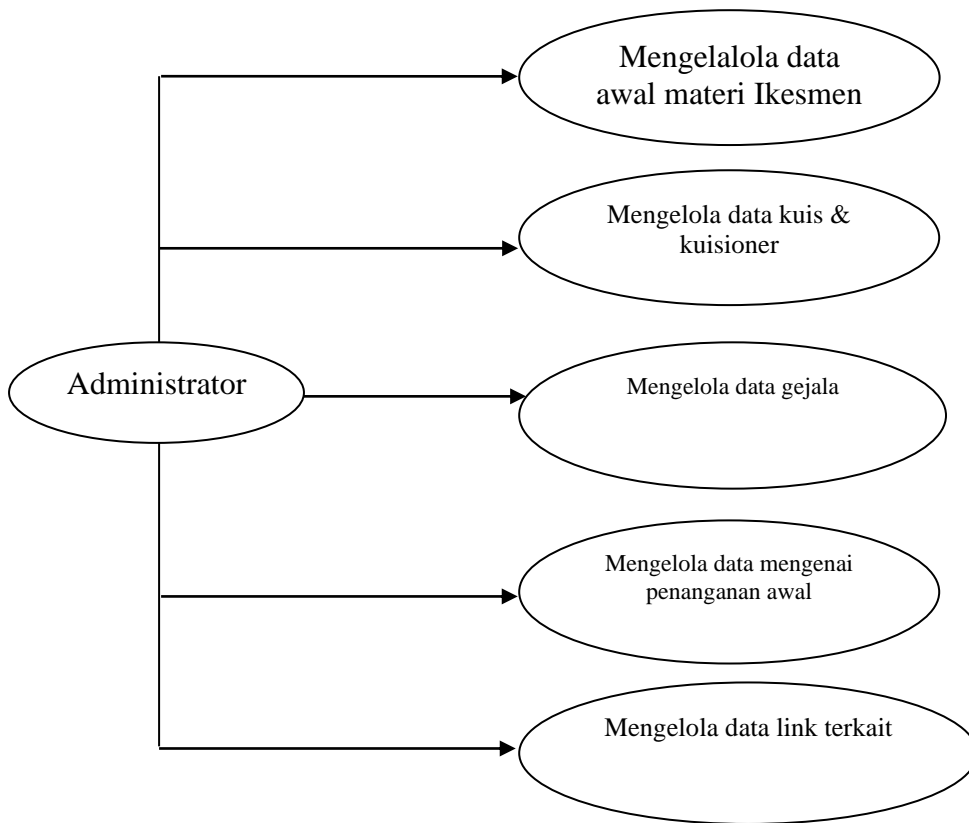 Mengelalola data
awal materi Ikesmen
Mengelola data kuis &
kuisioner
Administrator
Mengelola data gejala
Mengelola data mengenai
penanganan awal
Mengelola data link terkait